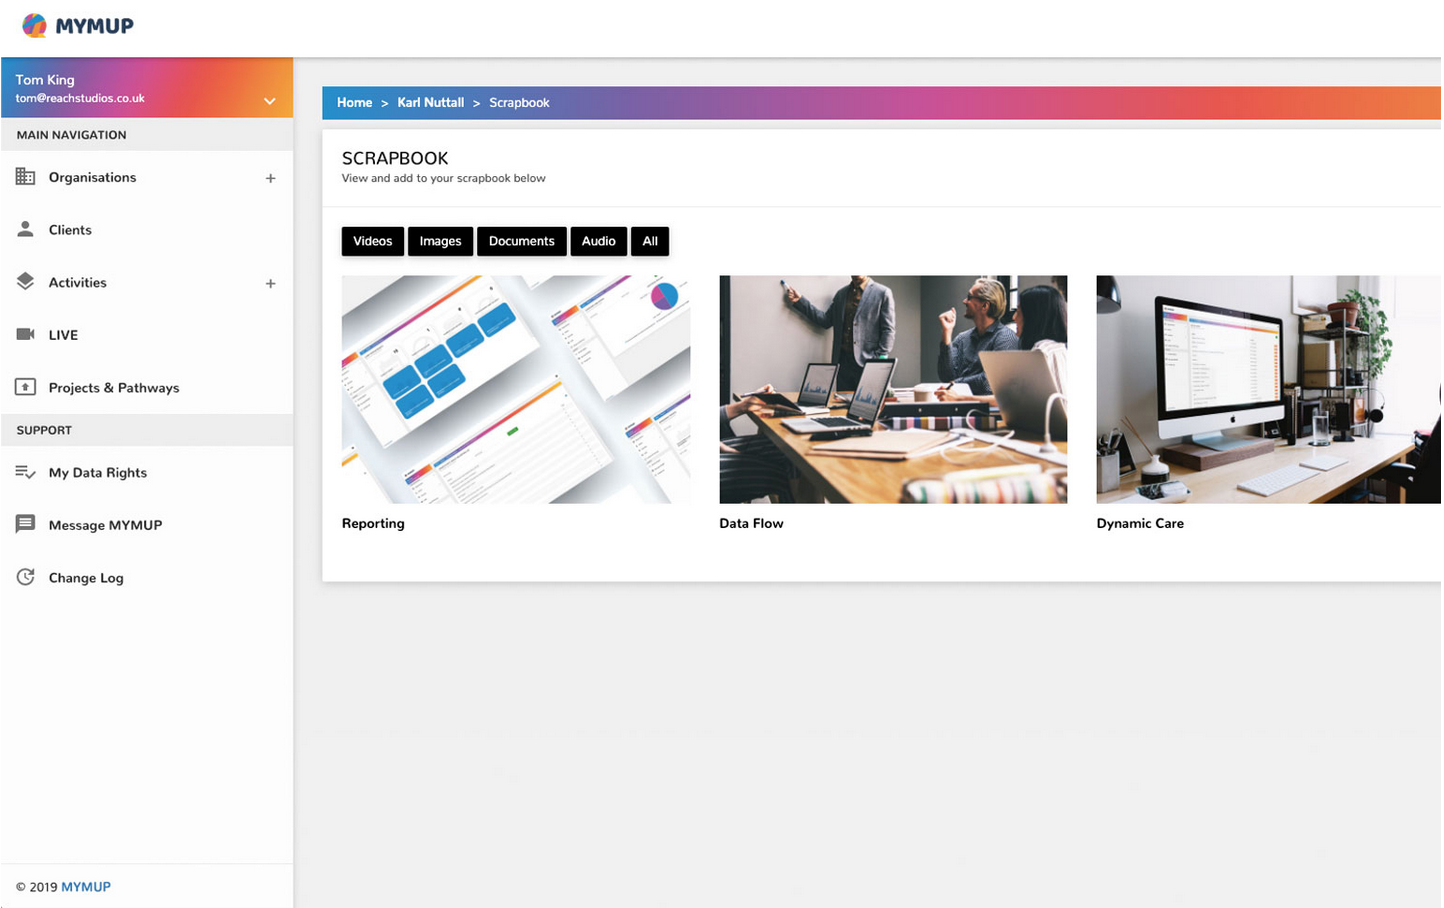 MYMUP
Tom King
tom@reachstudios.co.uk
MAIN NAVIGATION
Organisations +
Clients
Activities +
LIVE
Projects & Pathways
SUPPORT
My Data Rights
Message MYMUP
Change Log
© 2019 MYMUP
Home > Karl Nuttall > Scrapbook
SCRAPBOOK
View and add to your scrapbook below
Videos Images Documents Audio All
Reporting
Data Flow
Dynamic Care